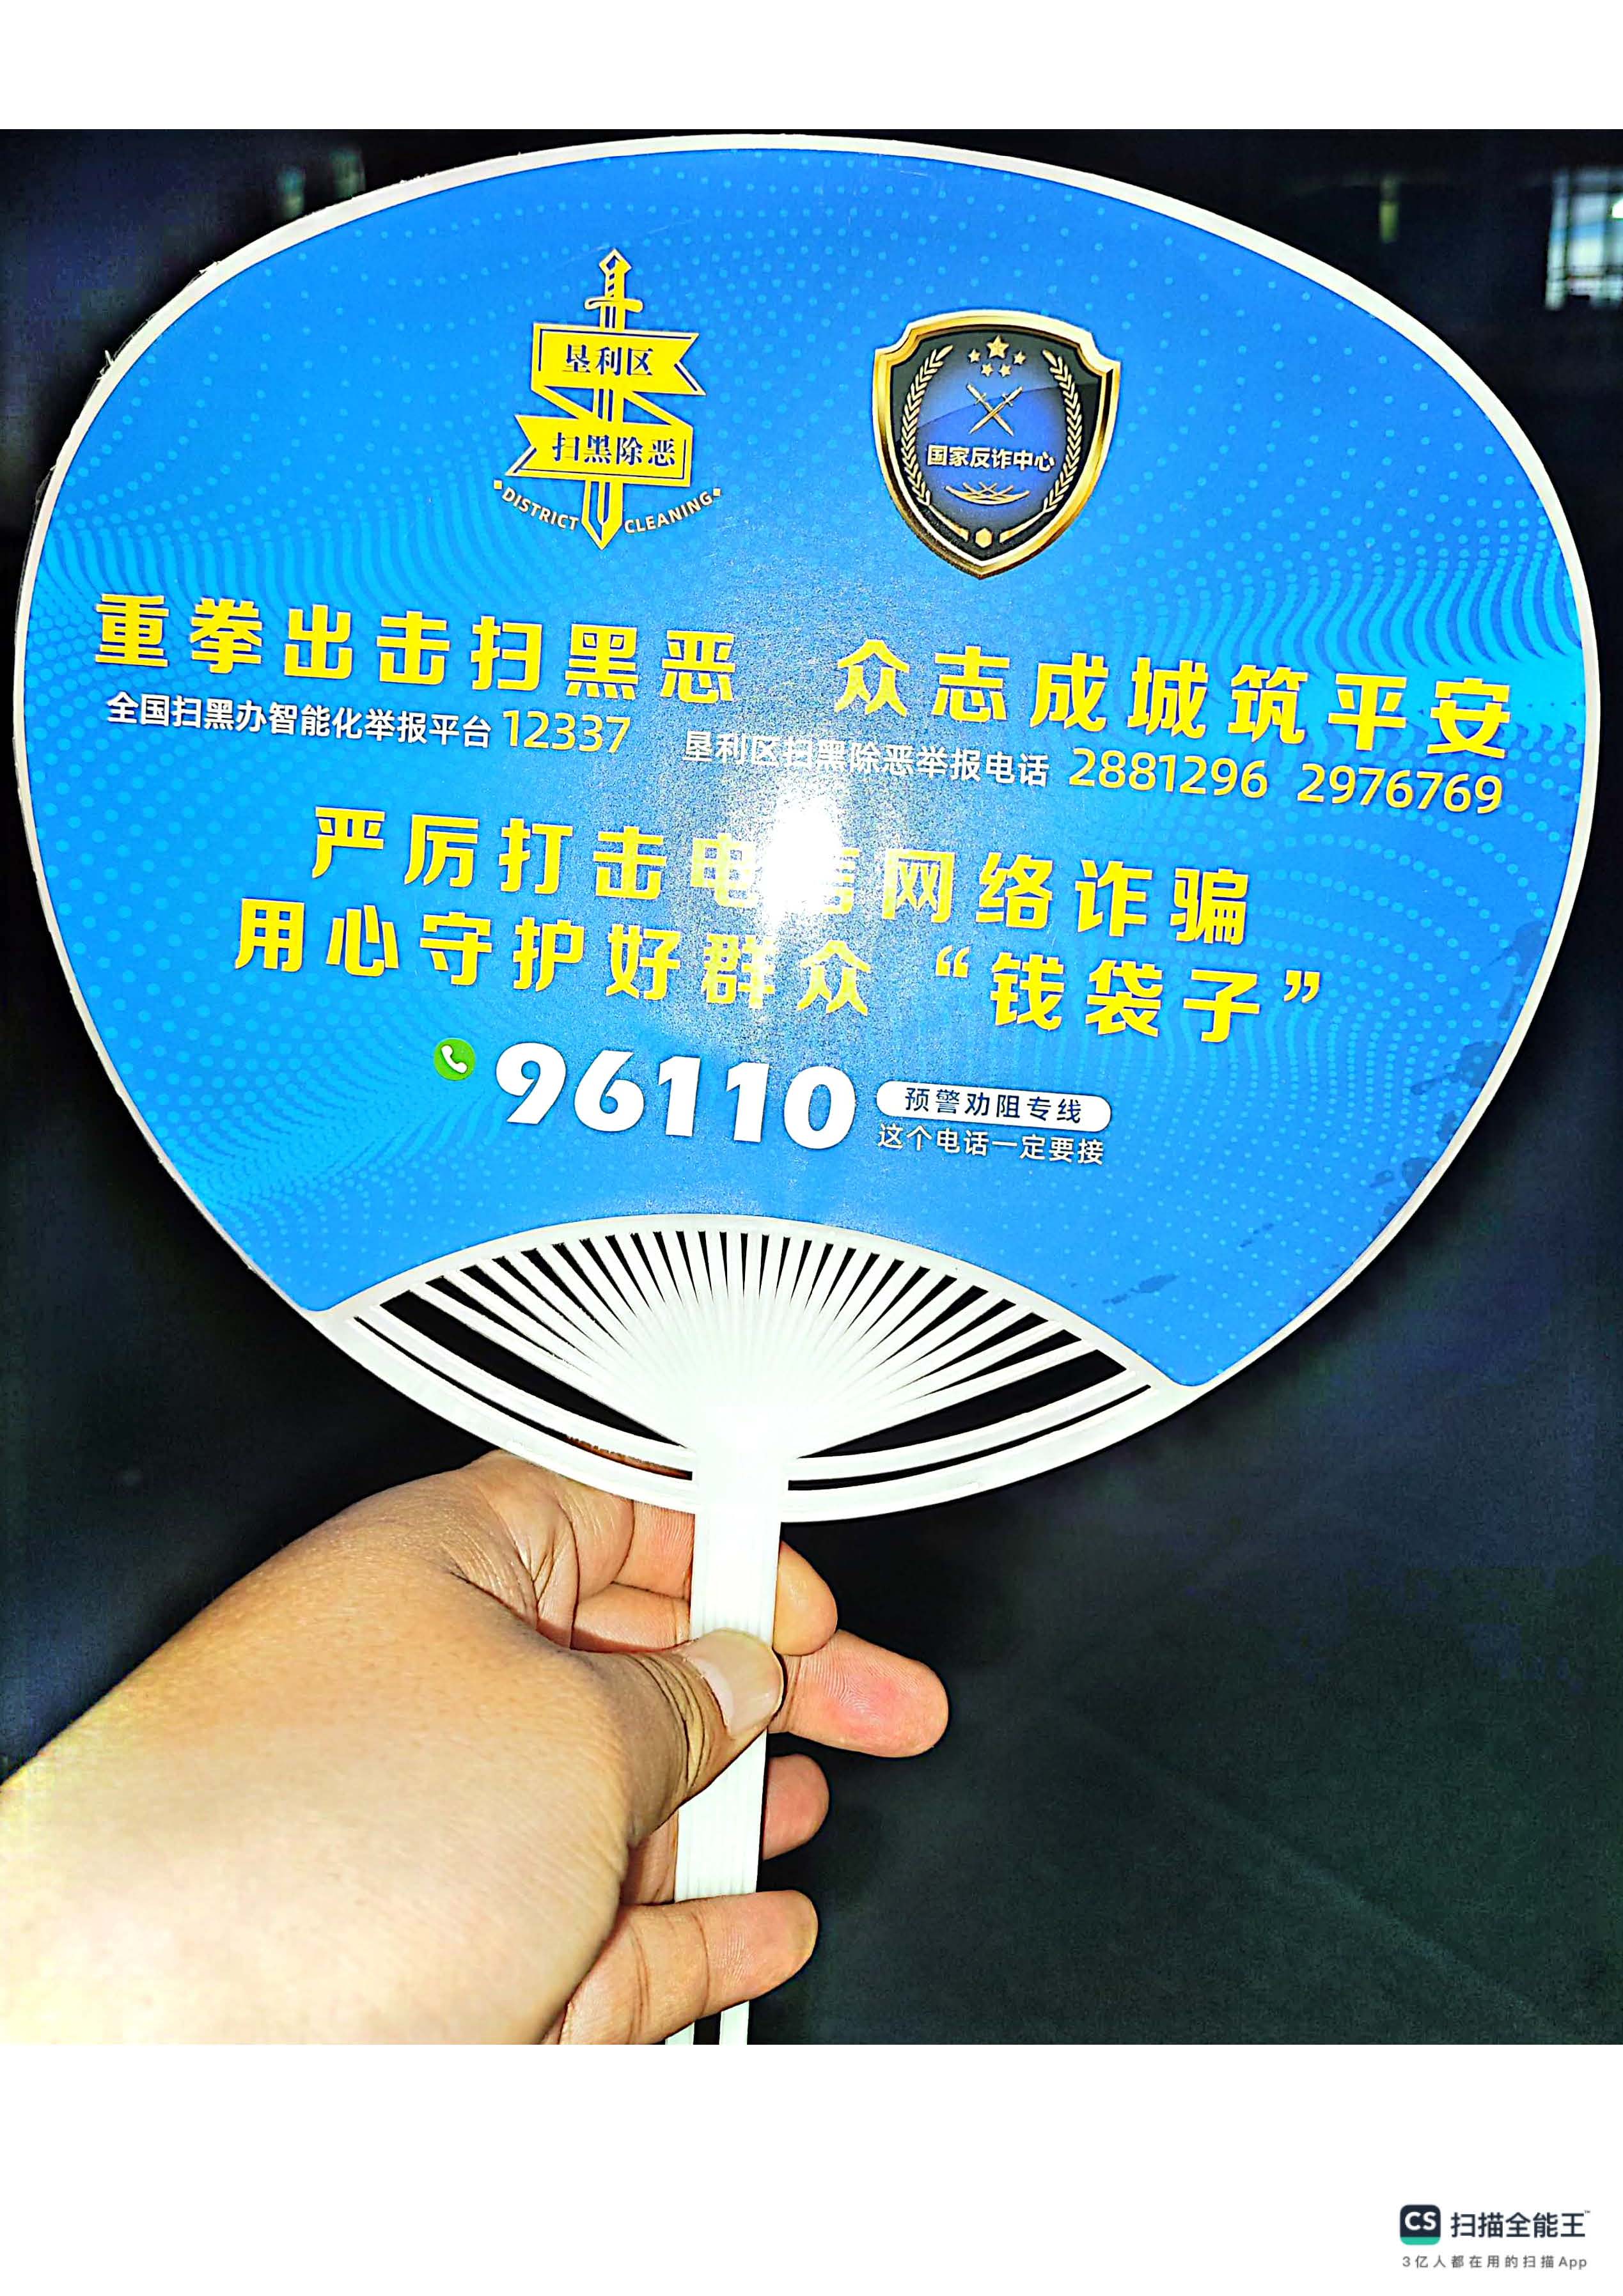 垦利区
扫黑除恶
DISTRICT CLEANING
国家反诈中心
重拳出击扫黑恶 众志成城筑平安
全国扫黑办智能化举报平台 12337 垦利区扫黑除恶举报电话 2881296 2976769
严厉打击电信网络诈骗
用心守护好群众“钱袋子”
96110 预警劝阻专线
这个电话一定要接
CS 扫描全能王™
3亿人都在用的扫描App